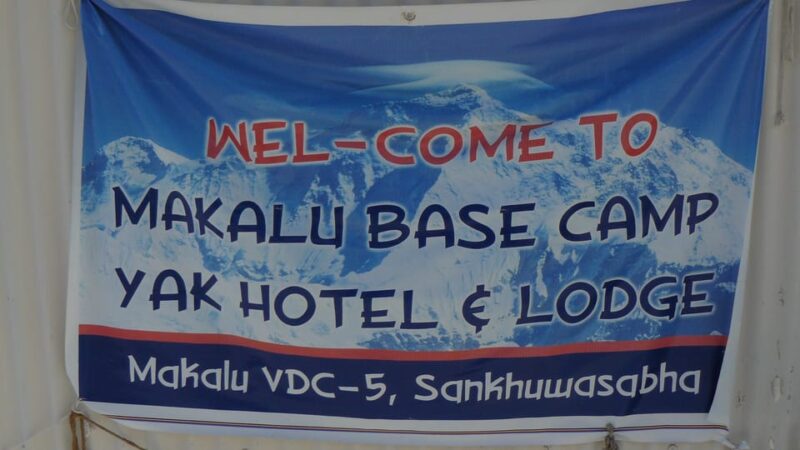 WEL-COME TO
MAKALU BASE CAMP
YAK HOTEL & LODGE
Makalu VDC-5, Sankhuwasabha